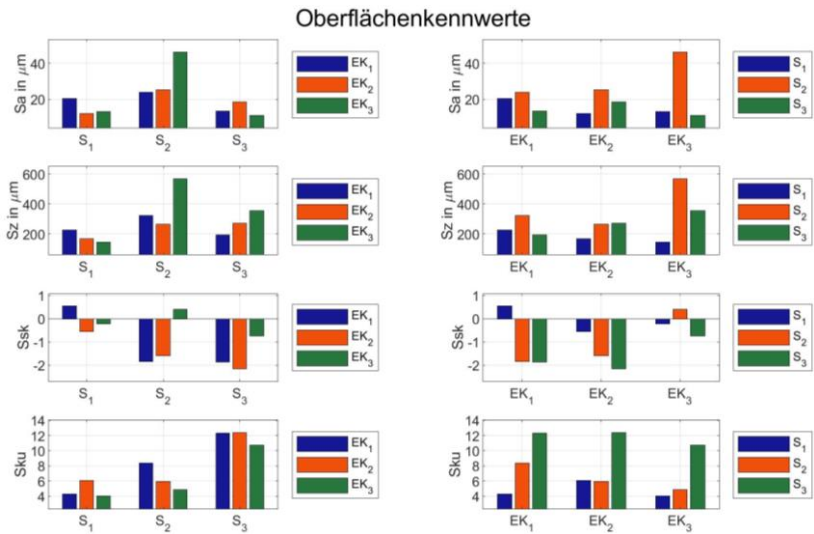 Oberflächenkennwerte
Sa in μm
40
20
S1 S2 S3
EK1
EK2
EK3
Sa in μm
40
20
EK1 EK2 EK3
S1
S2
S3
Sz in μm
600
400
200
S1 S2 S3
EK1
EK2
EK3
Sz in μm
600
400
200
EK1 EK2 EK3
S1
S2
S3
Ssk
1
0
-1
-2
S1 S2 S3
EK1
EK2
EK3
Ssk
1
0
-1
-2
EK1 EK2 EK3
S1
S2
S3
Sku
14
12
10
8
6
4
S1 S2 S3
EK1
EK2
EK3
Sku
14
12
10
8
6
4
EK1 EK2 EK3
S1
S2
S3